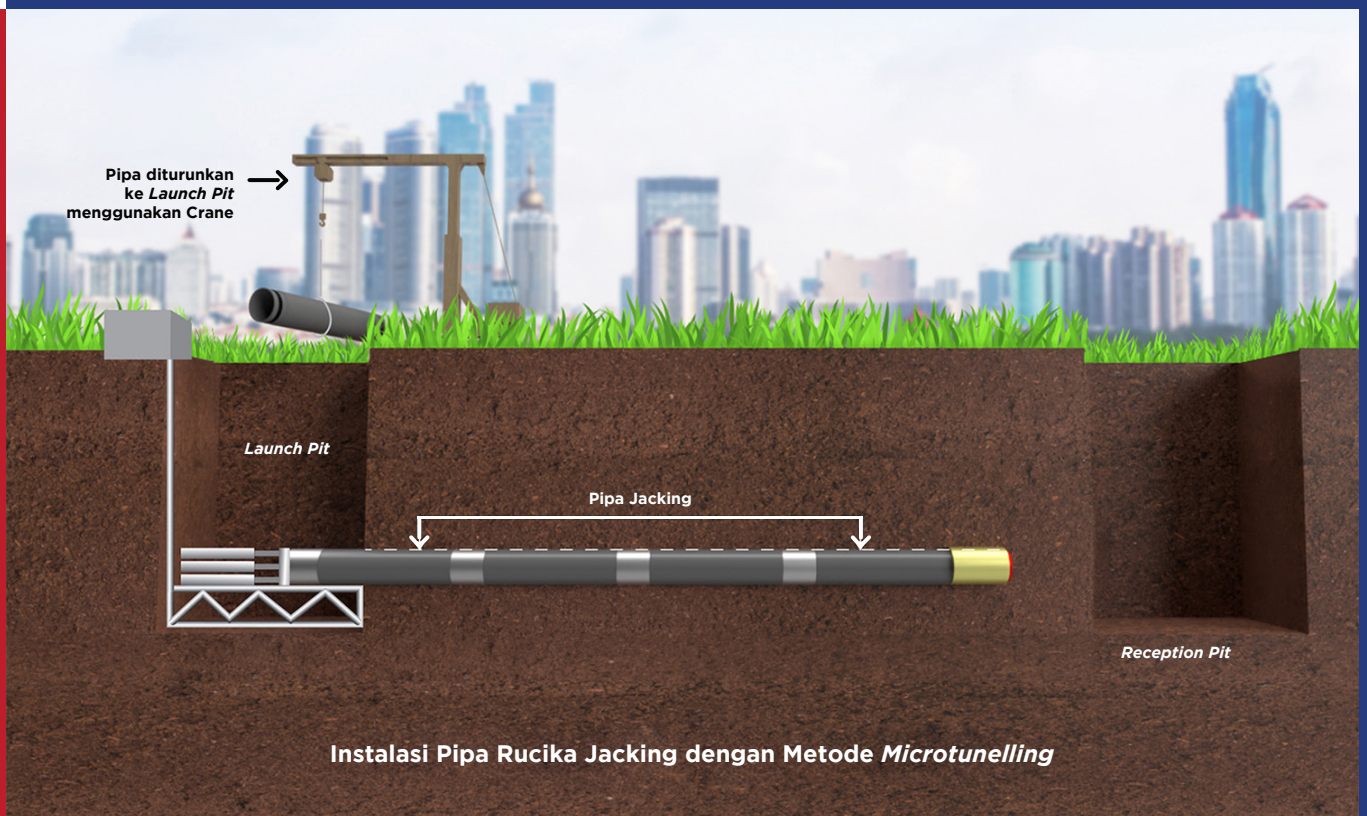 Pipa diturunkan
ke Launch Pit
menggunakan Crane
Launch Pit
Pipa Jacking
Reception Pit
Instalasi Pipa Rucika Jacking dengan Metode Microtunelling